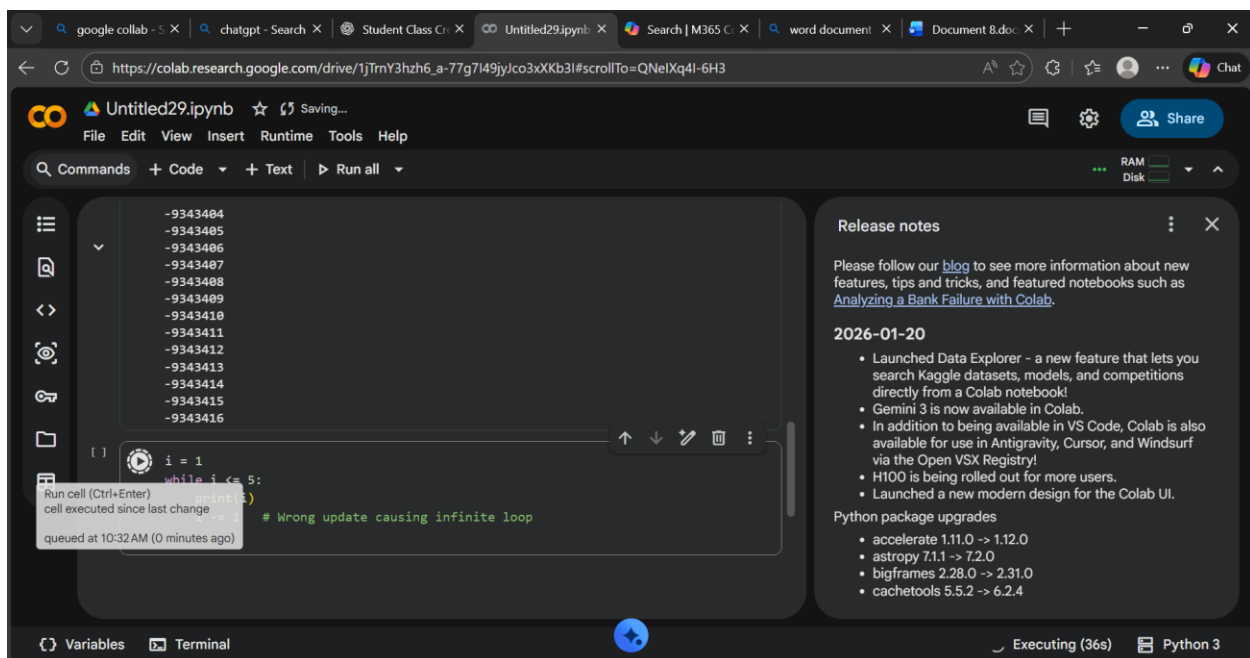 google collab - S
chatgpt - Search
Student Class Cre
Untitled29.ipynb
Search | M365 Co
word document
Document 8.doc
https://colab.research.google.com/drive/1jTrnY3hzh6_a-77g7I49jyJco3xXKb3I#scrollTo=QNeIXq4I-6H3
Chat
CO
Untitled29.ipynb
Saving...
File Edit View Insert Runtime Tools Help
Share
Commands + Code + Text Run all
RAM
Disk
-9343404
-9343405
-9343406
-9343407
-9343408
-9343409
-9343410
-9343411
-9343412
-9343413
-9343414
-9343415
-9343416
[ ]
i = 1
while i <= 5:
print(i)
i -= 1 # Wrong update causing infinite loop
Run cell (Ctrl+Enter)
cell executed since last change
queued at 10:32 AM (0 minutes ago)
Release notes
Please follow our blog to see more information about new
features, tips and tricks, and featured notebooks such as
Analyzing a Bank Failure with Colab.
2026-01-20
• Launched Data Explorer - a new feature that lets you
search Kaggle datasets, models, and competitions
directly from a Colab notebook!
• Gemini 3 is now available in Colab.
• In addition to being available in VS Code, Colab is also
available for use in Antigravity, Cursor, and Windsurf
via the Open VSX Registry!
• H100 is being rolled out for more users.
• Launched a new modern design for the Colab UI.
Python package upgrades
• accelerate 1.11.0 -> 1.12.0
• astropy 7.1.1 -> 7.2.0
• bigframes 2.28.0 -> 2.31.0
• cachetools 5.5.2 -> 6.2.4
{} Variables
Terminal
Executing (36s)
Python 3